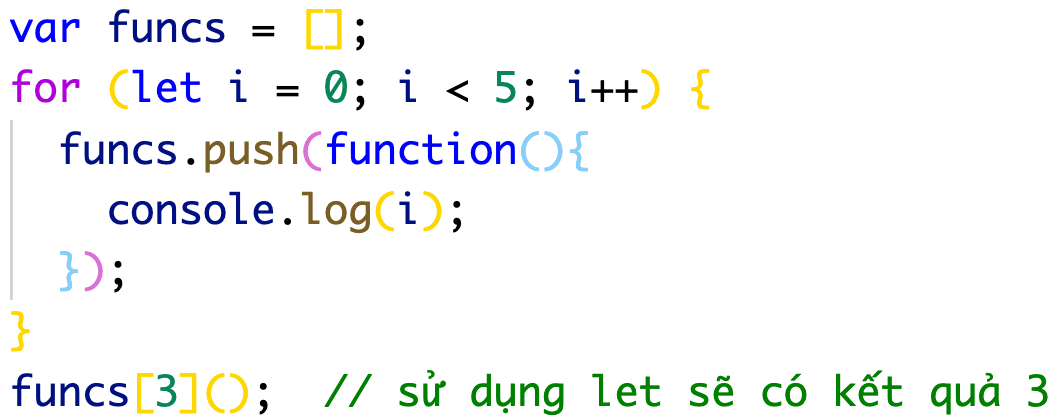 var funcs = [];
for (let i = 0; i < 5; i++) {
  funcs.push(function(){
    console.log(i);
  });
}
funcs[3]();  // sử dụng let sẽ có kết quả 3